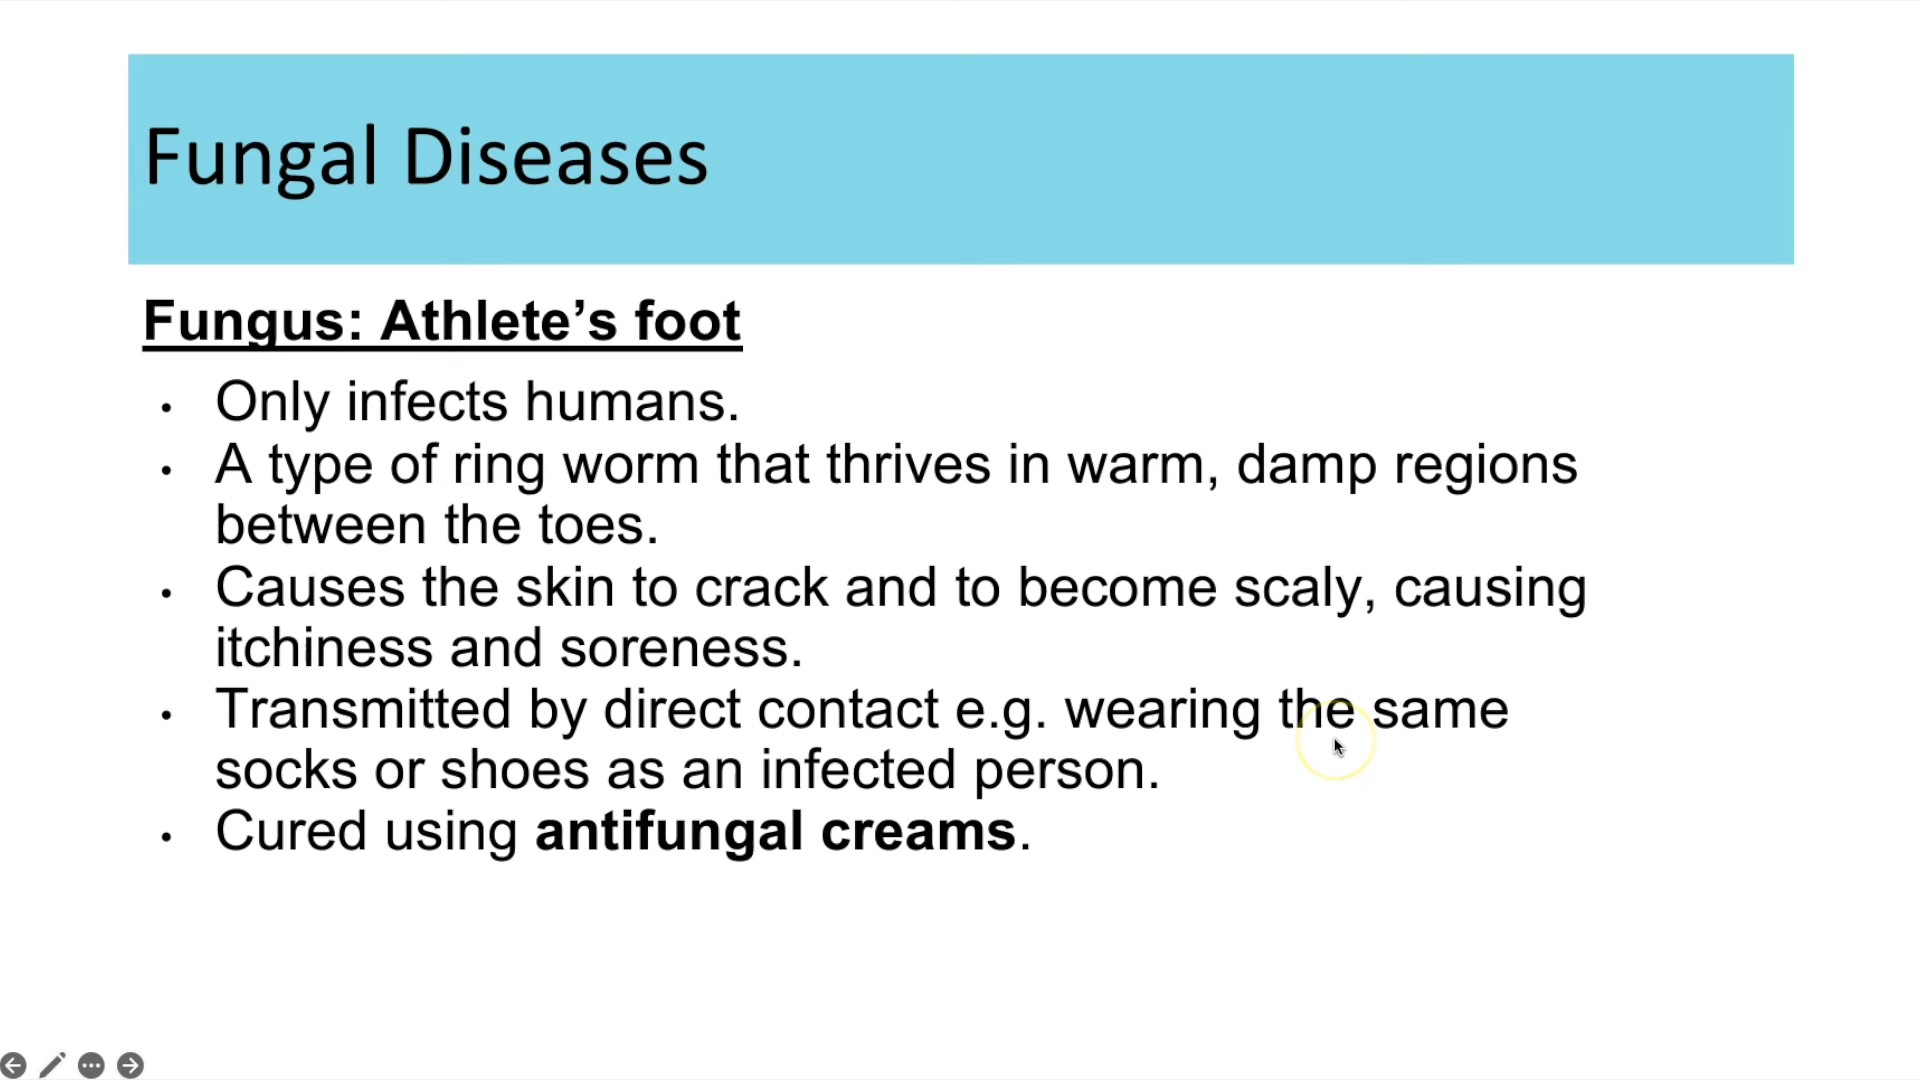 Fungal Diseases
Fungus: Athlete’s foot
• Only infects humans.
• A type of ring worm that thrives in warm, damp regions
between the toes.
• Causes the skin to crack and to become scaly, causing
itchiness and soreness.
• Transmitted by direct contact e.g. wearing the same
socks or shoes as an infected person.
• Cured using antifungal creams.